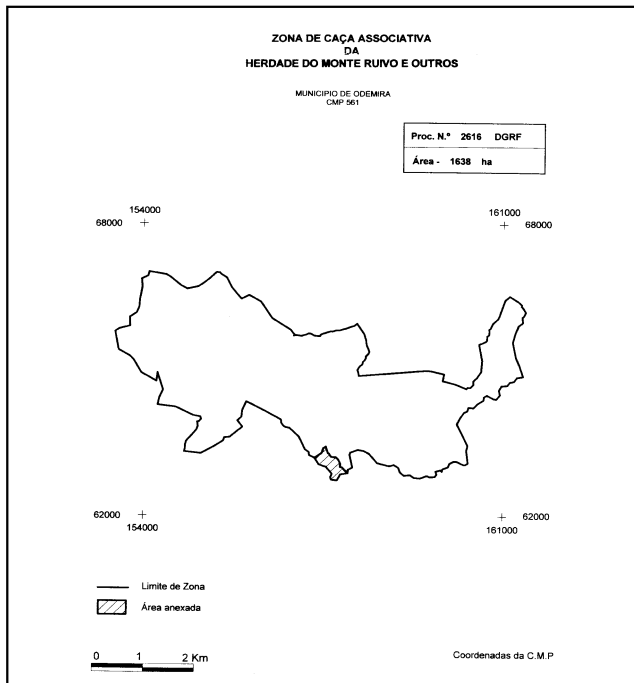 ZONA DE CAÇA ASSOCIATIVA
DA
HERDADE DO MONTE RUIVO E OUTROS
MUNICIPIO DE ODEMIRA
CMP 561
Proc. N.º 2616 DGRF
Área - 1638 ha
154000
68000
161000
68000
62000
154000
62000
161000
Limite de Zona
Área anexada
0 1 2 Km
Coordenadas da C.M.P